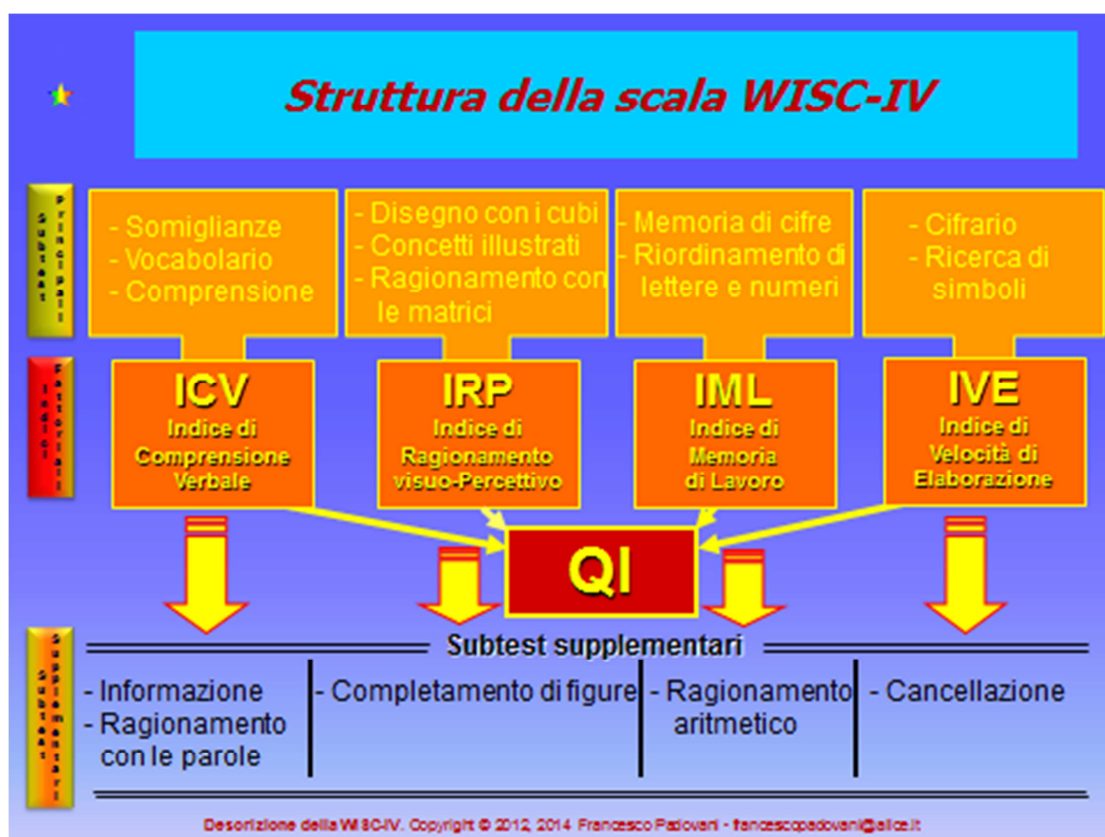 Struttura della scala WISC-IV
Subtest
Principali
- Somiglianze
- Vocabolario
- Comprensione
- Disegno con i cubi
- Concetti illustrati
- Ragionamento con
le matrici
- Memoria di cifre
- Riordinamento di
lettere e numeri
- Cifrario
- Ricerca di
simboli
Indici
Fattoriali
ICV
Indice di
Comprensione
Verbale
IRP
Indice di
Ragionamento
visuo-Percettivo
IML
Indice di
Memoria
di Lavoro
IVE
Indice di
Velocità di
Elaborazione
QI
Subtest supplementari
Subtest
Supplementari
- Informazione
- Ragionamento
con le parole
- Completamento di figure
- Ragionamento
aritmetico
- Cancellazione
Descrizione della WISC-IV. Copyright © 2012, 2014 Francesco Padovani - francescopadovani@alice.it